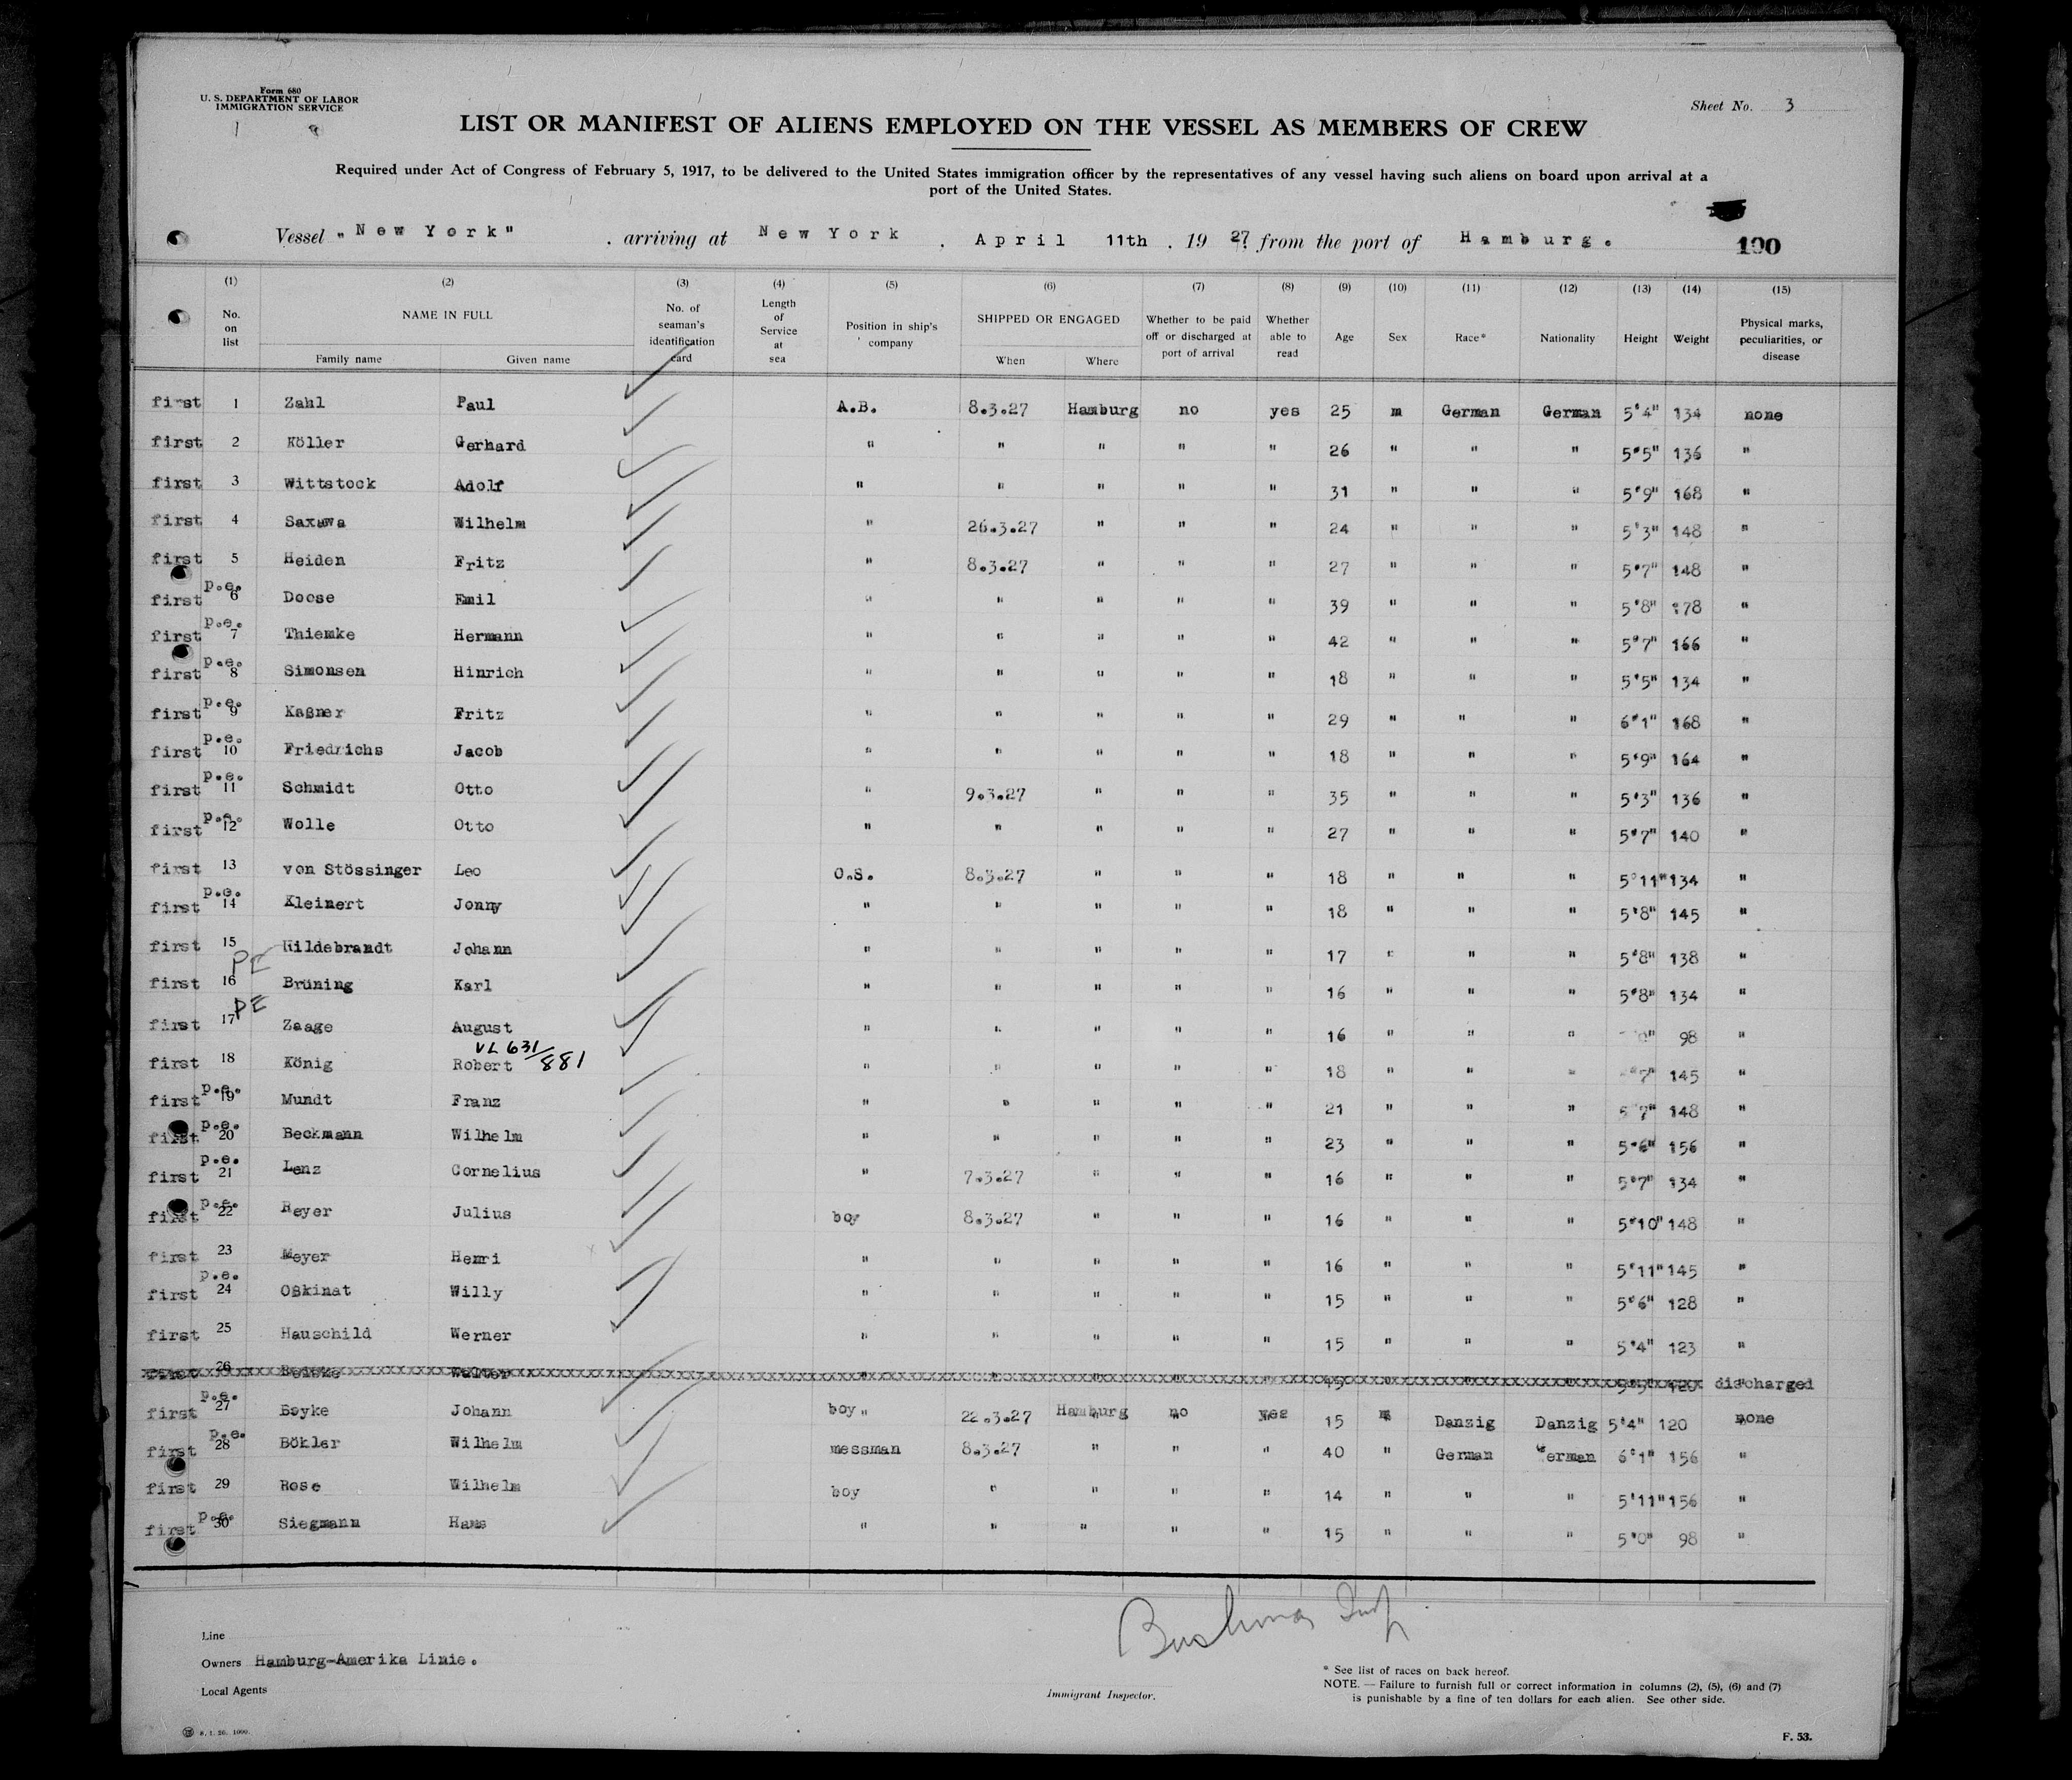 Form 680
U. S. DEPARTMENT OF LABOR
IMMIGRATION SERVICE
Sheet No. 3
LIST OR MANIFEST OF ALIENS EMPLOYED ON THE VESSEL AS MEMBERS OF CREW
Required under Act of Congress of February 5, 1917, to be delivered to the United States immigration officer by the representatives of any vessel having such aliens on board upon arrival at a
port of the United States.
Vessel "New York" , arriving at New York , April 11th , 1927, from the port of Hamburg.
100
(1) (2) (3) (4) (5) (6) (7) (8) (9) (10) (11) (12) (13) (14) (15)
No. on list NAME IN FULL Family name Given name No. of seaman's identification card Length of Service at sea Position in ship's company SHIPPED OR ENGAGED When Where Whether to be paid off or discharged at port of arrival Whether able to read Age Sex Race* Nationality Height Weight Physical marks, peculiarities, or disease
first 1 Zahl Paul A.B. 8.3.27 Hamburg no yes 25 m German German 5'4" 134 none
first 2 Köller Gerhard " " " " " 26 " " " 5'5" 136 "
first 3 Wittstock Adolf " " " " " 31 " " " 5'9" 168 "
first 4 Saxawa Wilhelm " 26.3.27 " " " 24 " " " 5'3" 148 "
first 5 Heiden Fritz " 8.3.27 " " " 27 " " " 5'7" 148 "
first p.e. 6 Doose Emil " " " " " 39 " " " 5'8" 178 "
first p.e. 7 Thiemke Hermann " " " " " 42 " " " 5'7" 166 "
first p.e. 8 Simonsen Hinrich " " " " " 18 " " " 5'5" 134 "
first p.e. 9 Kaßner Fritz " " " " " 29 " " " 6'1" 168 "
first p.e. 10 Friedrichs Jacob " " " " " 18 " " " 5'9" 164 "
first p.e. 11 Schmidt Otto " 9.3.27 " " " 35 " " " 5'3" 136 "
first p.e. 12 Wolle Otto " " " " " 27 " " " 5'7" 140 "
first 13 von Stössinger Leo O.S. 8.3.27 " " " 18 " " " 5'11" 134 "
first p.e. 14 Kleinert Jonny " " " " " 18 " " " 5'8" 145 "
first 15 Hildebrandt Johann " " " " " 17 " " " 5'8" 138 "
first PE 16 Brüning Karl " " " " " 16 " " " 5'8" 134 "
first PE 17 Zaage August " " " " " 16 " " " 98 "
VL 631/881
first 18 König Robert " " " " " 18 " " " 7" 145 "
first p.e. 19 Mundt Franz " " " " " 21 " " " 5'7" 148 "
first p.e. 20 Beckmann Wilhelm " " " " " 23 " " " 5'6" 156 "
first p.e. 21 Lenz Cornelius " 7.3.27 " " " 16 " " " 5'7" 134 "
first p.e. 22 Reyer Julius boy 8.3.27 " " " 16 " " " 5'10" 148 "
first 23 Meyer Henri " " " " " 16 " " " 5'11" 145 "
first p.e. 24 Oßkinat Willy " " " " " 15 " " " 5'6" 128 "
first 25 Hauschild Werner " " " " " 15 " " " 5'4" 123 "
first 26 Walter " " " " " 15 " " " discharged
first p.e. 27 Boyke Johann boy " 22.3.27 Hamburg no yes 15 m Danzig Danzig 5'4" 120 none
first p.e. 28 Bökler Wilhelm messman 8.3.27 " " " 40 " German German 6'1" 156 "
first 29 Rose Wilhelm boy " " " " 14 " " " 5'11" 156 "
first p.e. 30 Siegmann Hans " " " " " 15 " " " 5'0" 98 "
Line
Owners Hamburg-Amerika Linie.
Local Agents
Immigrant Inspector.
* See list of races on back hereof.
NOTE. — Failure to furnish full or correct information in columns (2), (5), (6) and (7)
is punishable by a fine of ten dollars for each alien. See other side.
F. 53.